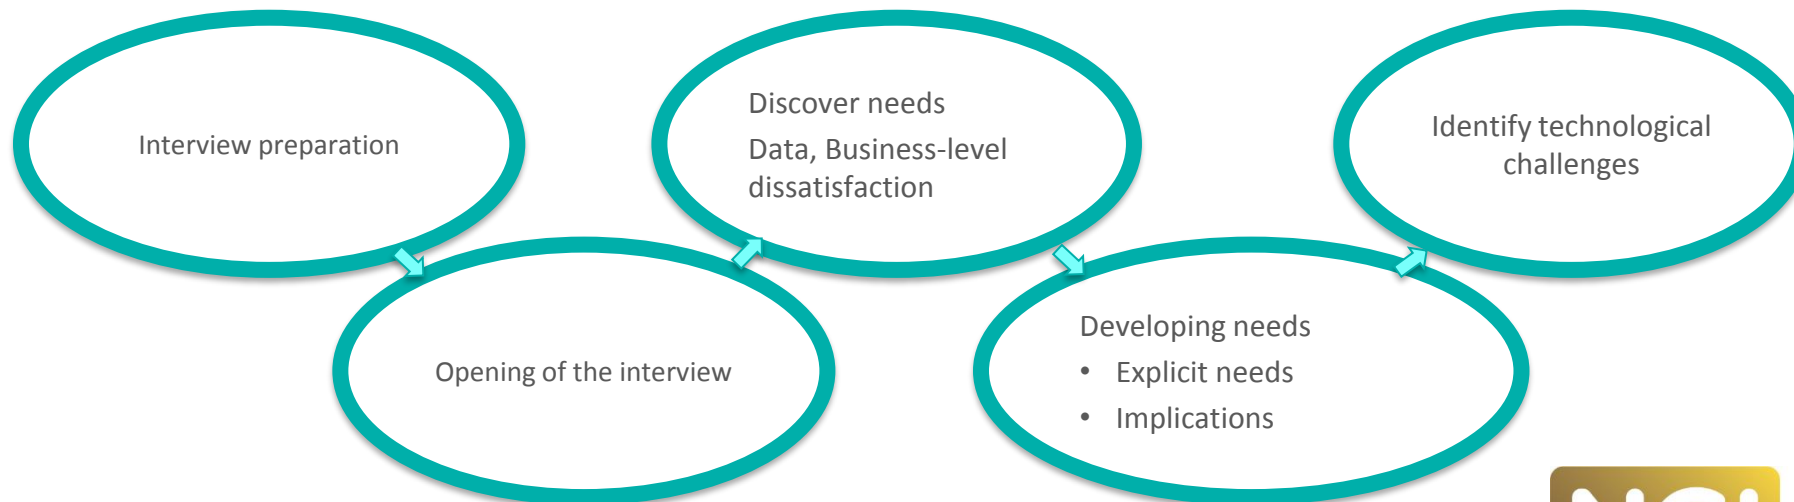 Interview preparation
Opening of the interview
Discover needs
Data, Business-level
dissatisfaction
Developing needs
• Explicit needs
• Implications
Identify technological
challenges